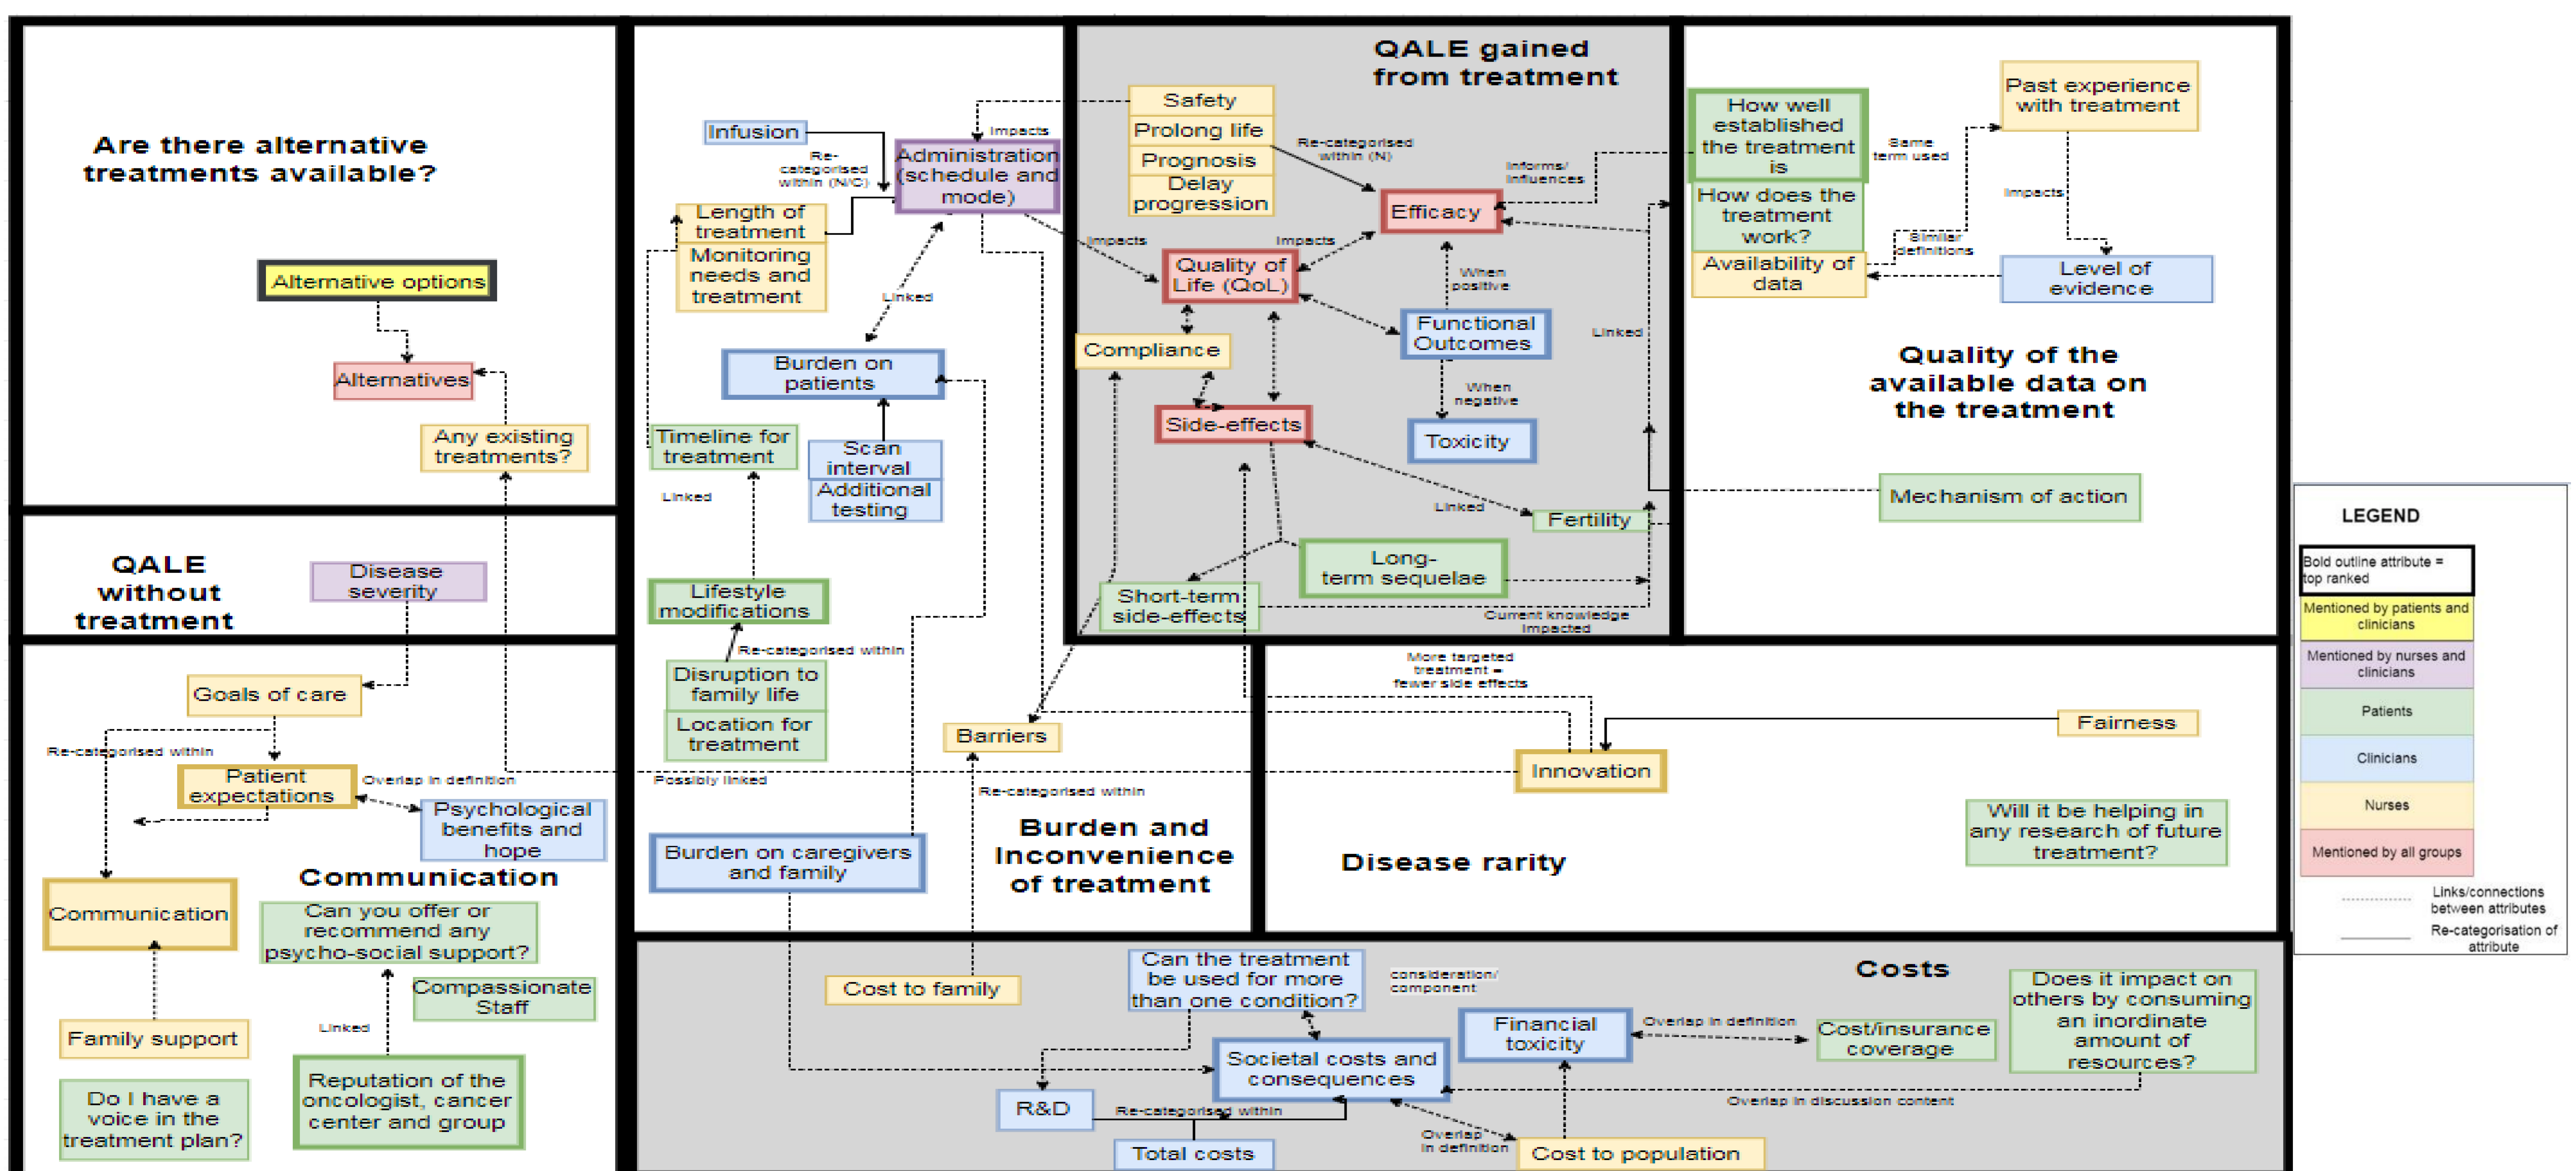 Are there alternative
treatments available?
Alternative options
Alternatives
Any existing
treatments?
QALE
without
treatment
Disease
severity
Goals of care
Re-categorised within
Patient
expectations
Overlap in definition
Psychological
benefits and
hope
Communication
Communication
Can you offer or
recommend any
psycho-social support?
Compassionate
Staff
Family support
Linked
Do I have a
voice in the
treatment plan?
Reputation of the
oncologist, cancer
center and group
Infusion
Re-
categorised
within (N/C)
Impacts
Administration
(schedule and
mode)
Length of
treatment
Monitoring
needs and
treatment
Linked
Burden on
patients
Timeline for
treatment
Scan
interval
Additional
testing
Linked
Lifestyle
modifications
Re-categorised within
Disruption to
family life
Location for
treatment
Possibly linked
Barriers
Re-categorised within
Burden on caregivers
and family
Burden and
Inconvenience
of treatment
QALE gained
from treatment
Safety
Prolong life
Prognosis
Delay
progression
Re-categorised
within (N)
Informs/
Influences
Efficacy
Impacts
Impacts
Quality of
Life (QoL)
When
positive
Functional
Outcomes
Linked
Compliance
When
negative
Side-effects
Toxicity
Linked
Fertility
Long-
term sequelae
Short-term
side-effects
Current knowledge
impacted
How well
established
the treatment
is
How does the
treatment
work?
Availability of
data
Same
term used
Similar
definitions
Past experience
with treatment
Impacts
Level of
evidence
Quality of the
available data on
the treatment
Mechanism of action
More targeted
treatment =
fewer side effects
Fairness
Innovation
Will it be helping in
any research of future
treatment?
Disease rarity
Costs
Cost to family
Can the treatment
be used for more
than one condition?
consideration/
component
Financial
toxicity
Overlap in definition
Cost/insurance
coverage
Does it impact on
others by consuming
an inordinate
amount of
resources?
Societal costs and
consequences
R&D
Re-categorised within
Total costs
Overlap
in definition
Cost to population
Overlap in discussion content
LEGEND
Bold outline attribute =
top ranked
Mentioned by patients and
clinicians
Mentioned by nurses and
clinicians
Patients
Clinicians
Nurses
Mentioned by all groups
Links/connections
between attributes
Re-categorisation of
attribute